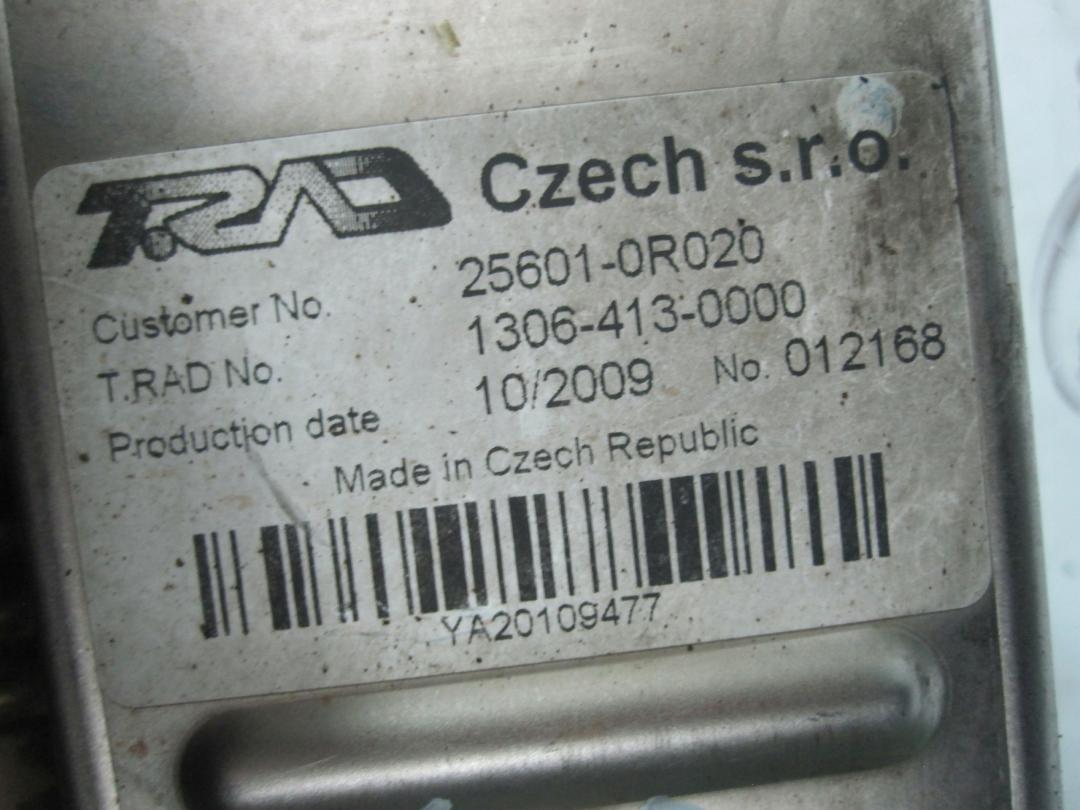 T.RAD Czech s.r.o.
Customer No. 25601-0R020
T.RAD No. 1306-413-0000
Production date 10/2009 No. 012168
Made in Czech Republic
YA20109477